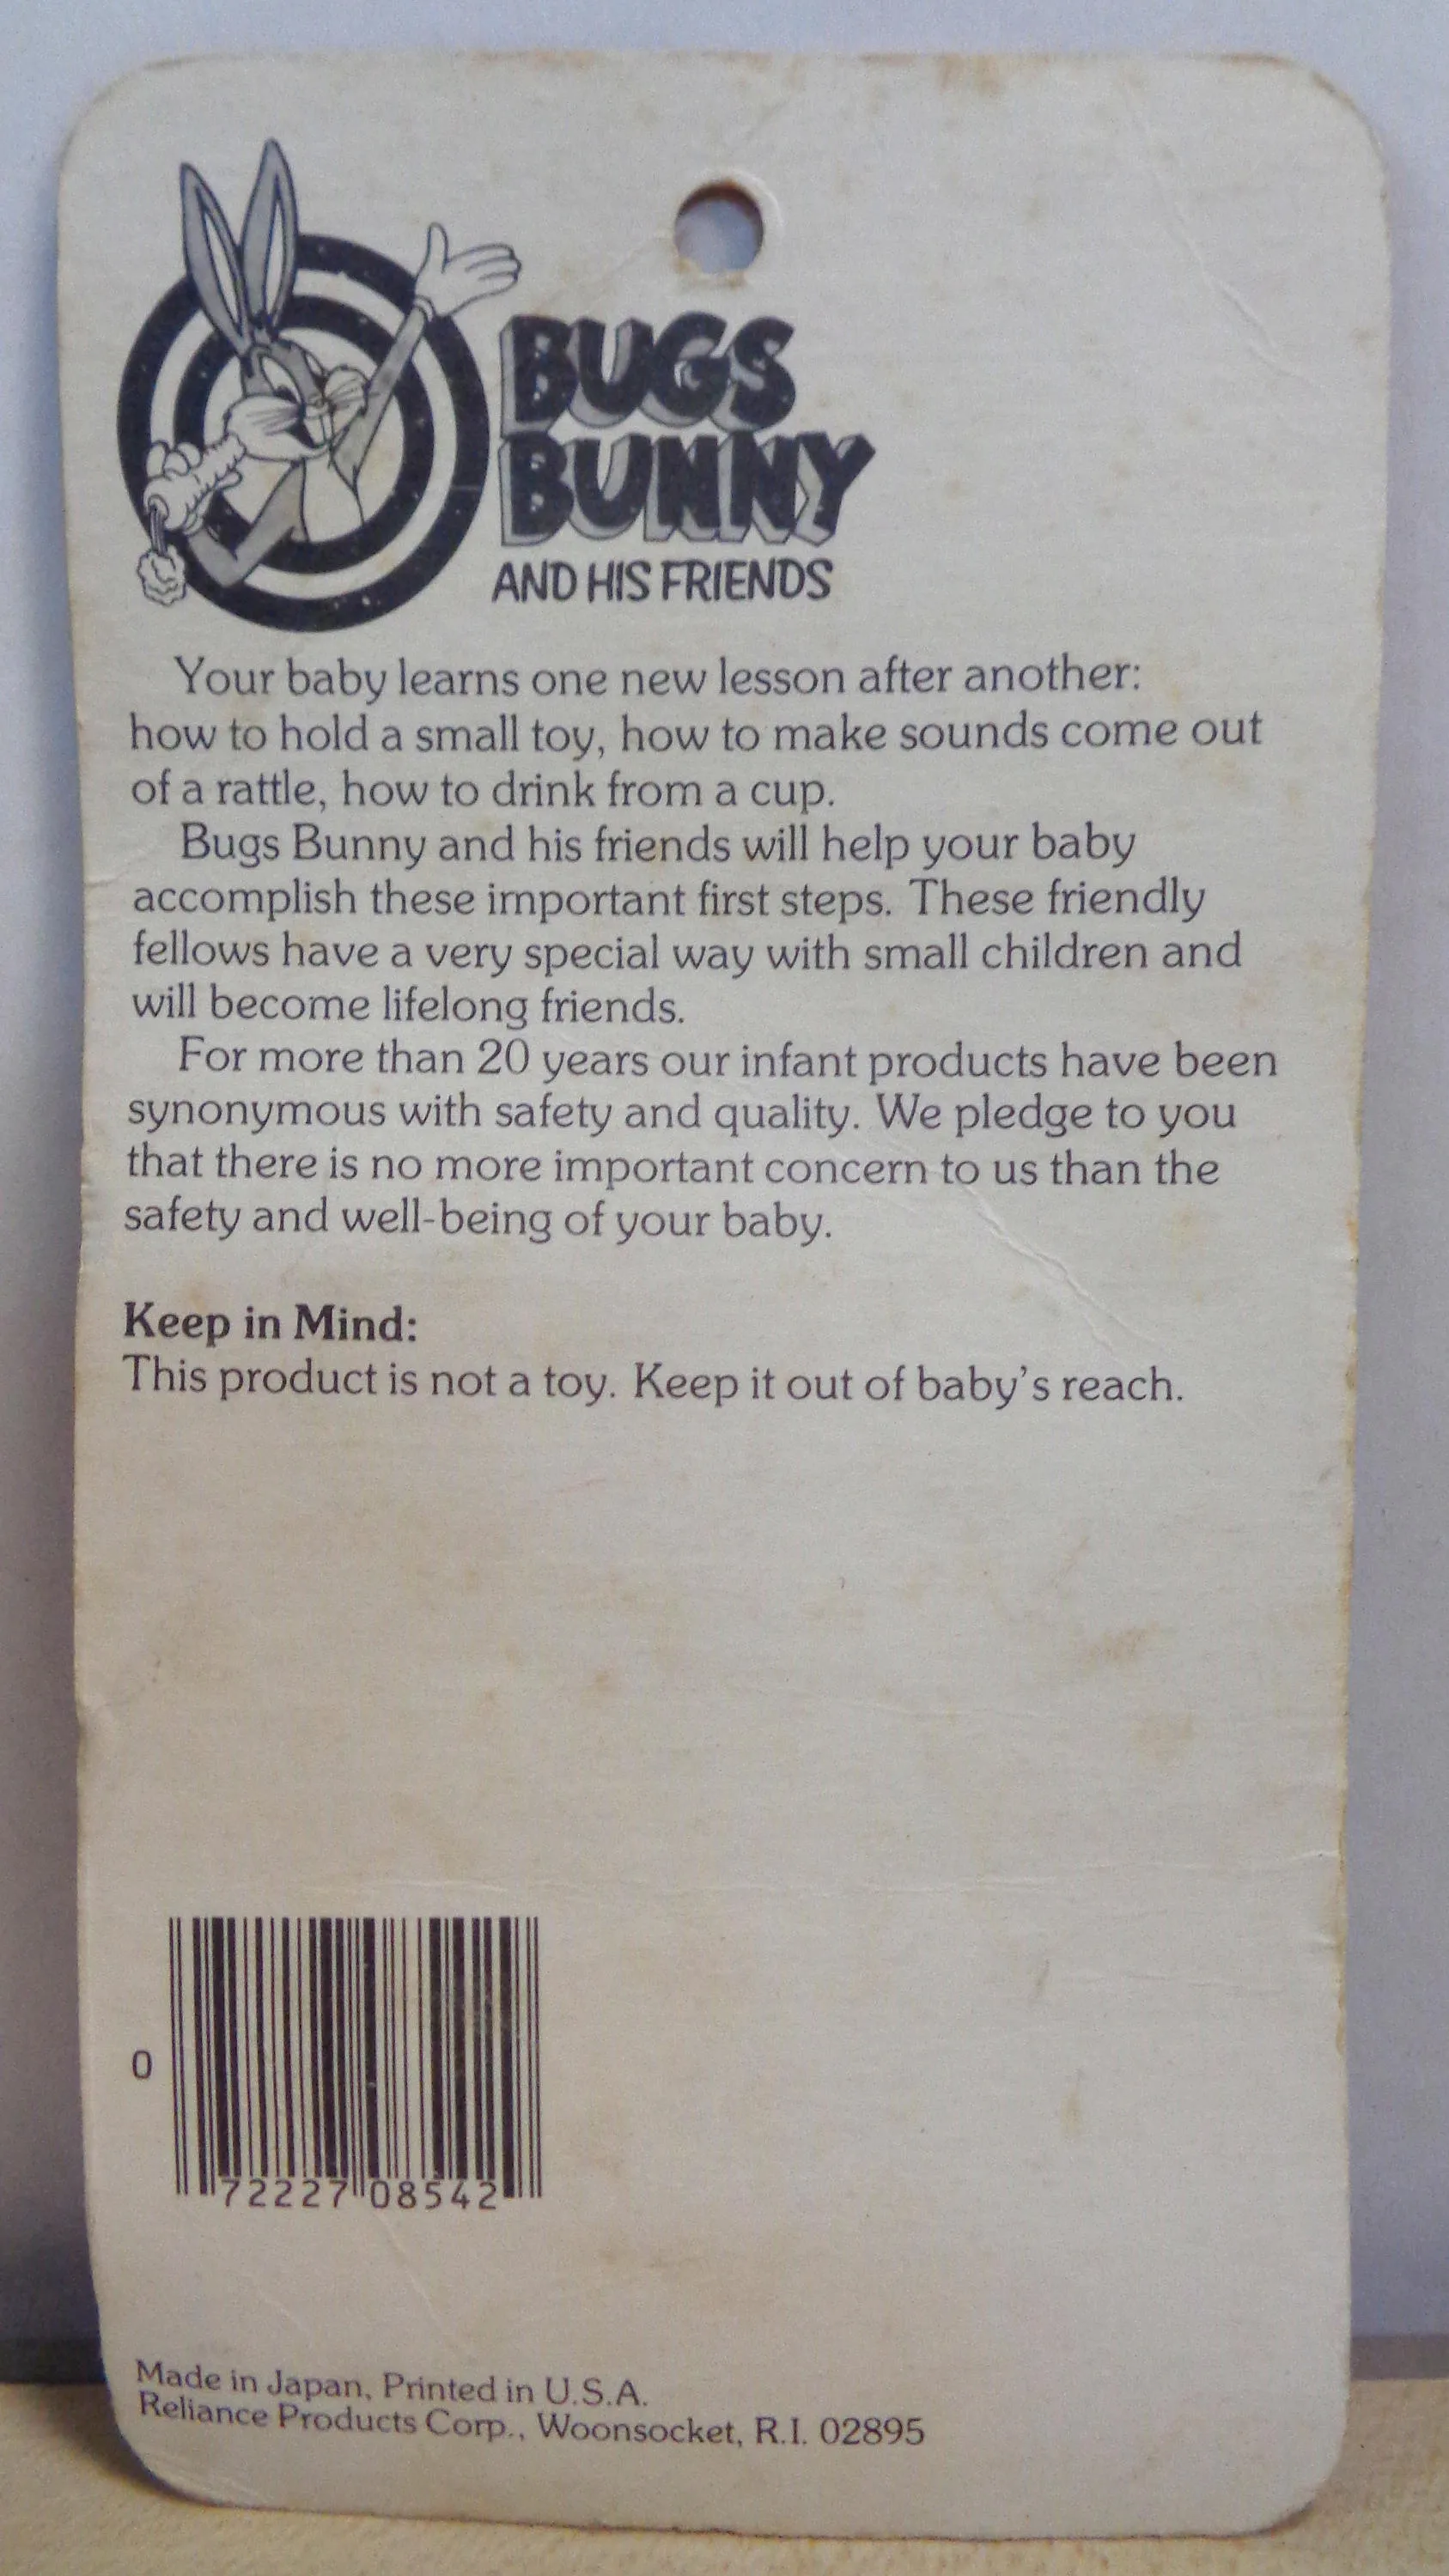 BUGS
BUNNY
AND HIS FRIENDS
Your baby learns one new lesson after another:
how to hold a small toy, how to make sounds come out
of a rattle, how to drink from a cup.
Bugs Bunny and his friends will help your baby
accomplish these important first steps. These friendly
fellows have a very special way with small children and
will become lifelong friends.
For more than 20 years our infant products have been
synonymous with safety and quality. We pledge to you
that there is no more important concern to us than the
safety and well-being of your baby.
Keep in Mind:
This product is not a toy. Keep it out of baby's reach.
0
72227 08542
Made in Japan, Printed in U.S.A.
Reliance Products Corp., Woonsocket, R.I. 02895